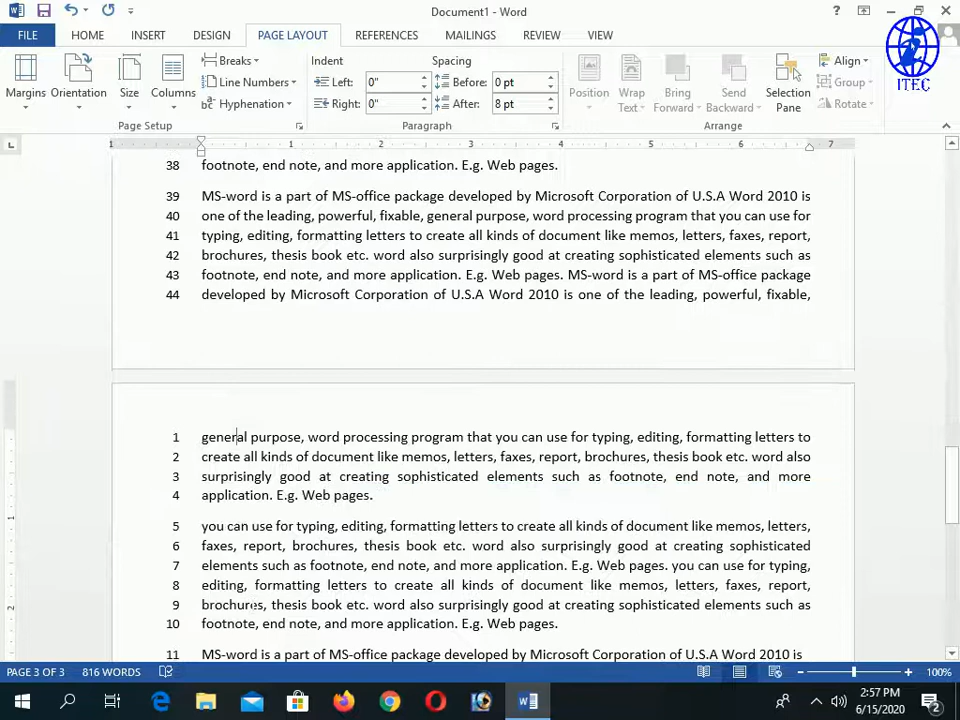 Document1 - Word
FILE HOME INSERT DESIGN PAGE LAYOUT REFERENCES MAILINGS REVIEW VIEW
ITEC
Margins Orientation Size Columns
Breaks
Line Numbers
Hyphenation
Page Setup
Indent Spacing
Left: 0" Before: 0 pt
Right: 0" After: 8 pt
Paragraph
Position Wrap Text Bring Forward Send Backward Selection Pane
Align
Group
Rotate
Arrange
1 1 2 3 4 5 6 7
38 footnote, end note, and more application. E.g. Web pages.
39 MS-word is a part of MS-office package developed by Microsoft Corporation of U.S.A Word 2010 is
40 one of the leading, powerful, fixable, general purpose, word processing program that you can use for
41 typing, editing, formatting letters to create all kinds of document like memos, letters, faxes, report,
42 brochures, thesis book etc. word also surprisingly good at creating sophisticated elements such as
43 footnote, end note, and more application. E.g. Web pages. MS-word is a part of MS-office package
44 developed by Microsoft Corporation of U.S.A Word 2010 is one of the leading, powerful, fixable,
1 general purpose, word processing program that you can use for typing, editing, formatting letters to
2 create all kinds of document like memos, letters, faxes, report, brochures, thesis book etc. word also
3 surprisingly good at creating sophisticated elements such as footnote, end note, and more
4 application. E.g. Web pages.
5 you can use for typing, editing, formatting letters to create all kinds of document like memos, letters,
6 faxes, report, brochures, thesis book etc. word also surprisingly good at creating sophisticated
7 elements such as footnote, end note, and more application. E.g. Web pages. you can use for typing,
8 editing, formatting letters to create all kinds of document like memos, letters, faxes, report,
9 brochures, thesis book etc. word also surprisingly good at creating sophisticated elements such as
10 footnote, end note, and more application. E.g. Web pages.
11 MS-word is a part of MS-office package developed by Microsoft Corporation of U.S.A Word 2010 is
PAGE 3 OF 3 816 WORDS 100%
2:57 PM
6/15/2020
2